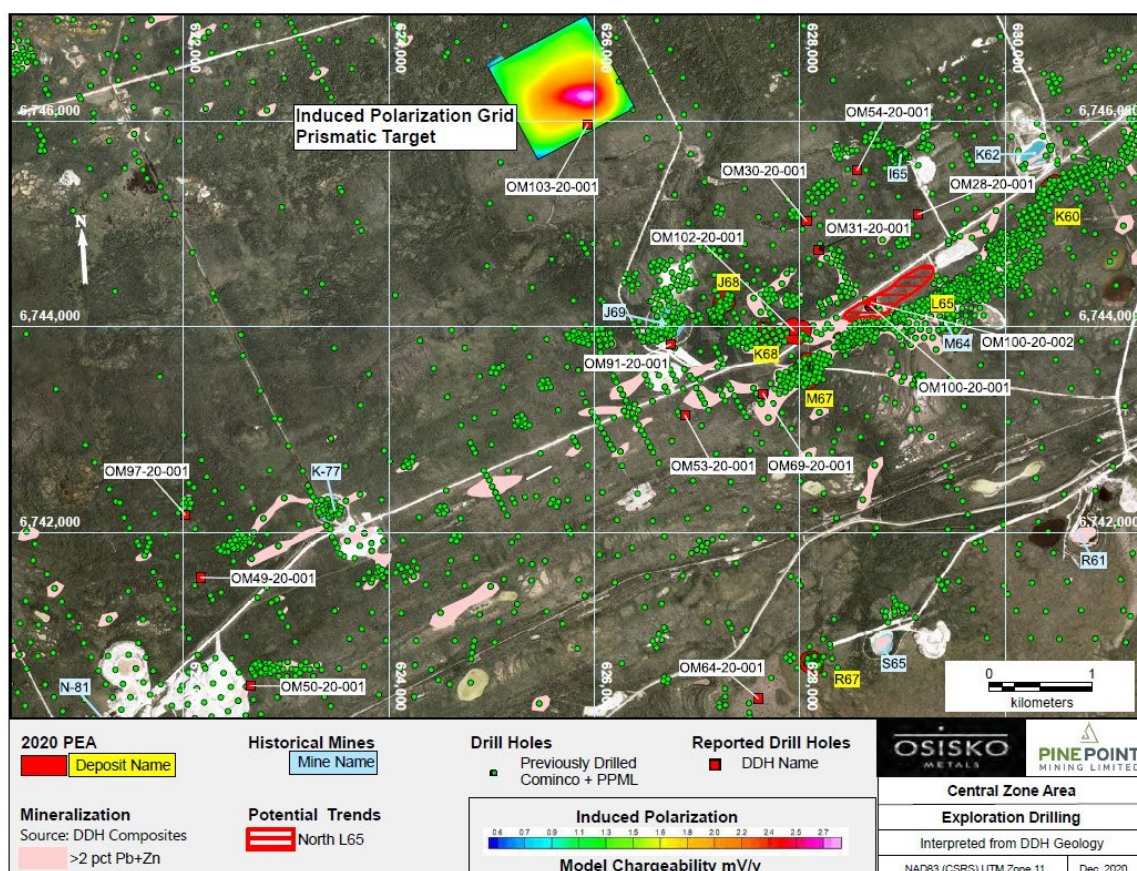 622,000
624,000
626,000
628,000
630,000
6,746,000
6,746,000
Induced Polarization Grid
Prismatic Target
OM54-20-001
K62
I65
OM30-20-001
OM28-20-001
OM103-20-001
K60
N
OM31-20-001
OM102-20-001
J68
L65
J69
6,744,000
6,744,000
M64
OM100-20-002
K68
OM91-20-001
OM100-20-001
M67
OM53-20-001
OM69-20-001
OM97-20-001
K-77
6,742,000
6,742,000
R61
OM49-20-001
S65
OM64-20-001
R67
N-81
OM50-20-001
624,000
628,000
0 1
kilometers
2020 PEA
Deposit Name
Historical Mines
Mine Name
Drill Holes
Previously Drilled
Cominco + PPML
Reported Drill Holes
DDH Name
Mineralization
Source: DDH Composites
>2 pct Pb+Zn
Potential Trends
North L65
Induced Polarization
0.6 0.7 0.9 1.1 1.3 1.4 1.6 1.8 2.0 2.2 2.4 2.5 2.7
Model Chargeability mV/v
OSISKO
METALS
PINE POINT
MINING LIMITED
Central Zone Area
Exploration Drilling
Interpreted from DDH Geology
NAD83 (CSRS) UTM Zone 11
Dec. 2020